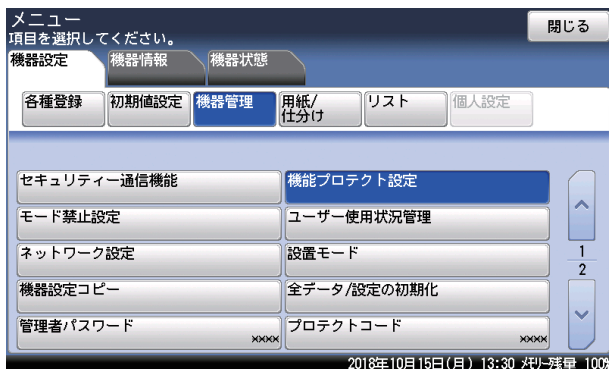 メニュー
項目を選択してください。
閉じる
機器設定 機器情報 機器状態
各種登録 初期値設定 機器管理 用紙/
仕分け リスト 個人設定
セキュリティー通信機能 機能プロテクト設定
モード禁止設定 ユーザー使用状況管理
ネットワーク設定 設置モード
1
2
機器設定コピー 全データ/設定の初期化
管理者パスワード xxxx プロテクトコード xxxx
2018年10月15日(月) 13:30 メモリー残量 100%